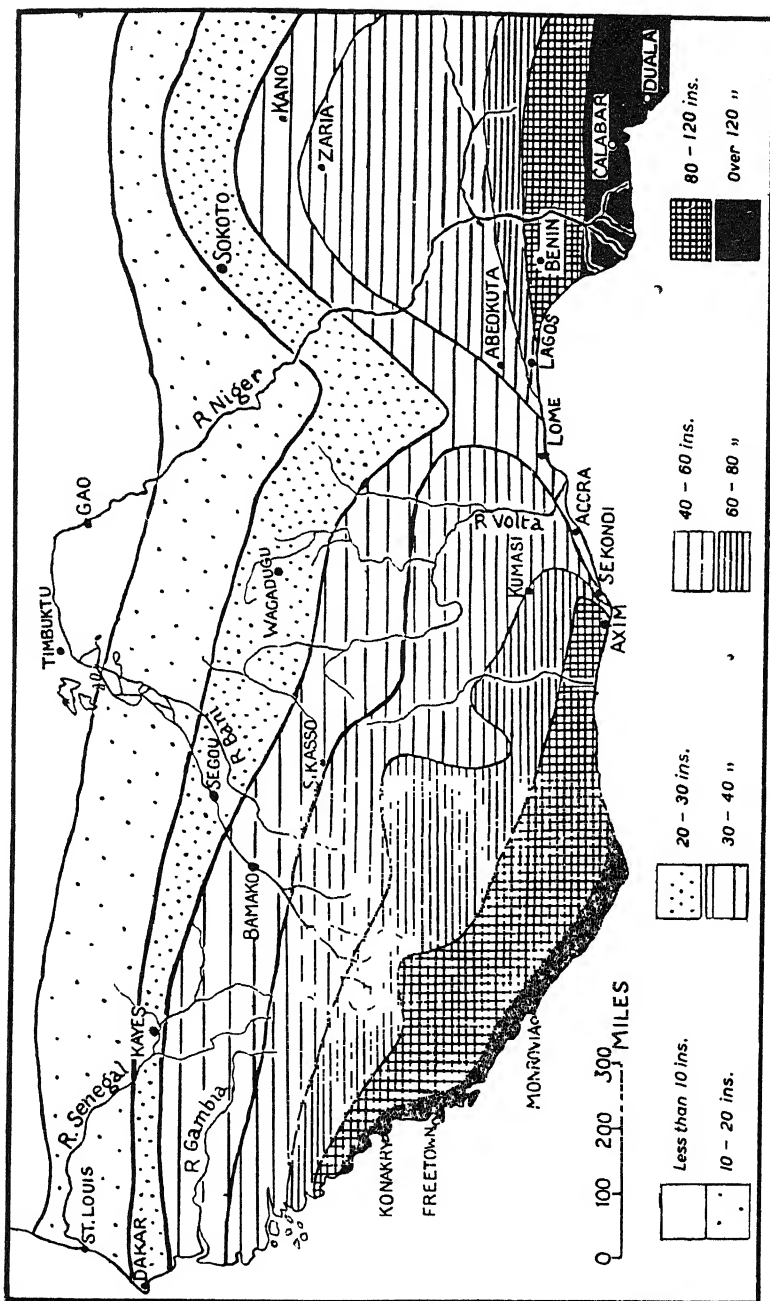 ST.LOUIS
DAKAR
R. Senegal
KAYES
R Gambia
BAMAKO
SEGOU
R Bani
TIMBUKTU
GAO
R Niger
WAGADUGU
S.KASSO
SOKOTO
KANO
ZARIA
R Volta
KUMASI
ABEOKUTA
LAGOS
BENIN
LOME
ACCRA
SEKONDI
AXIM
CALABAR
DUALA
KONAKRY
FREETOWN
MONROVIA
0 100 200 300
MILES
Less than 10 ins.
10 - 20 ins.
20 - 30 ins.
30 - 40 "
40 - 60 ins.
60 - 80 "
80 - 120 ins.
Over 120 "